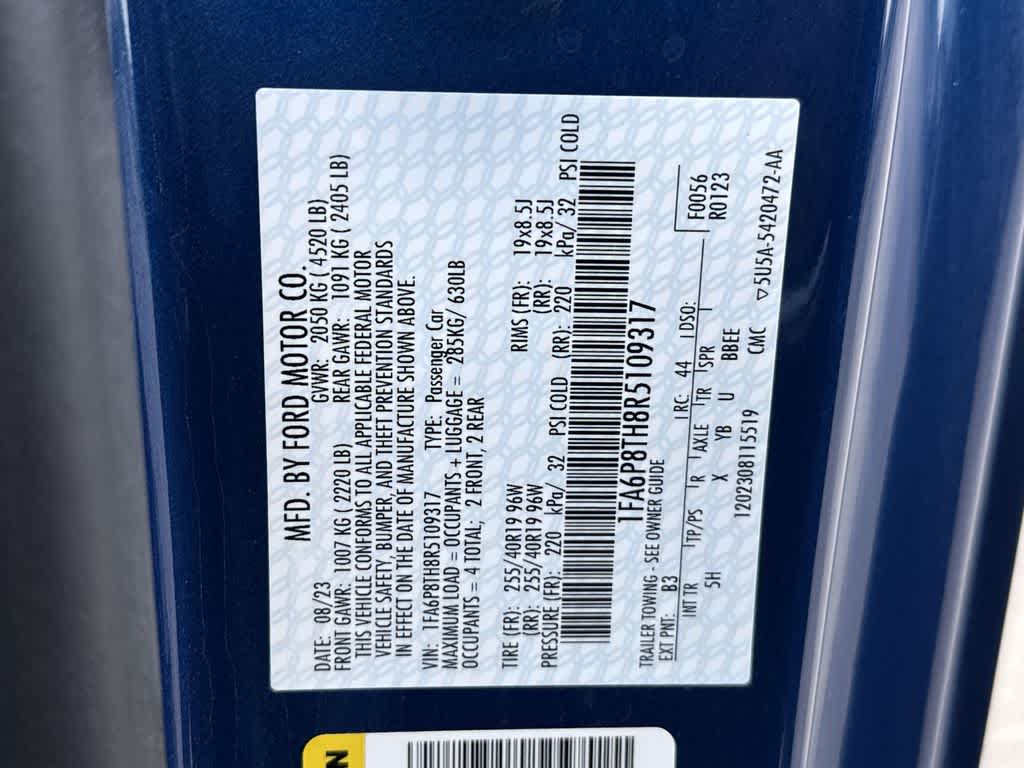 MFD. BY FORD MOTOR CO.
DATE: 08/23 GVWR: 2050 KG ( 4520 LB)
FRONT GAWR: 1007 KG ( 2220 LB) REAR GAWR: 1091 KG ( 2405 LB)
THIS VEHICLE CONFORMS TO ALL APPLICABLE FEDERAL MOTOR
VEHICLE SAFETY, BUMPER, AND THEFT PREVENTION STANDARDS
IN EFFECT ON THE DATE OF MANUFACTURE SHOWN ABOVE.
VIN: 1FA6P8TH8R5109317 TYPE: Passenger Car
MAXIMUM LOAD = OCCUPANTS + LUGGAGE = 285KG/ 630LB
OCCUPANTS = 4 TOTAL; 2 FRONT, 2 REAR
TIRE (FR): 255/40R19 96W RIMS (FR): 19x8.5J
(RR): 255/40R19 96W (RR): 19x8.5J
PRESSURE (FR): 220 kPa/ 32 PSI COLD (RR): 220 kPa/ 32 PSI COLD
1FA6P8TH8R5109317
TRAILER TOWING - SEE OWNER GUIDE
EXT PNT: B3 RC: 44 DSO: F0056
INT TR TP/PS R AXLE TR SPR R0123
5H X YB U BBEE
120230811551​9 CMC ▽5U5A-5420472-AA
N